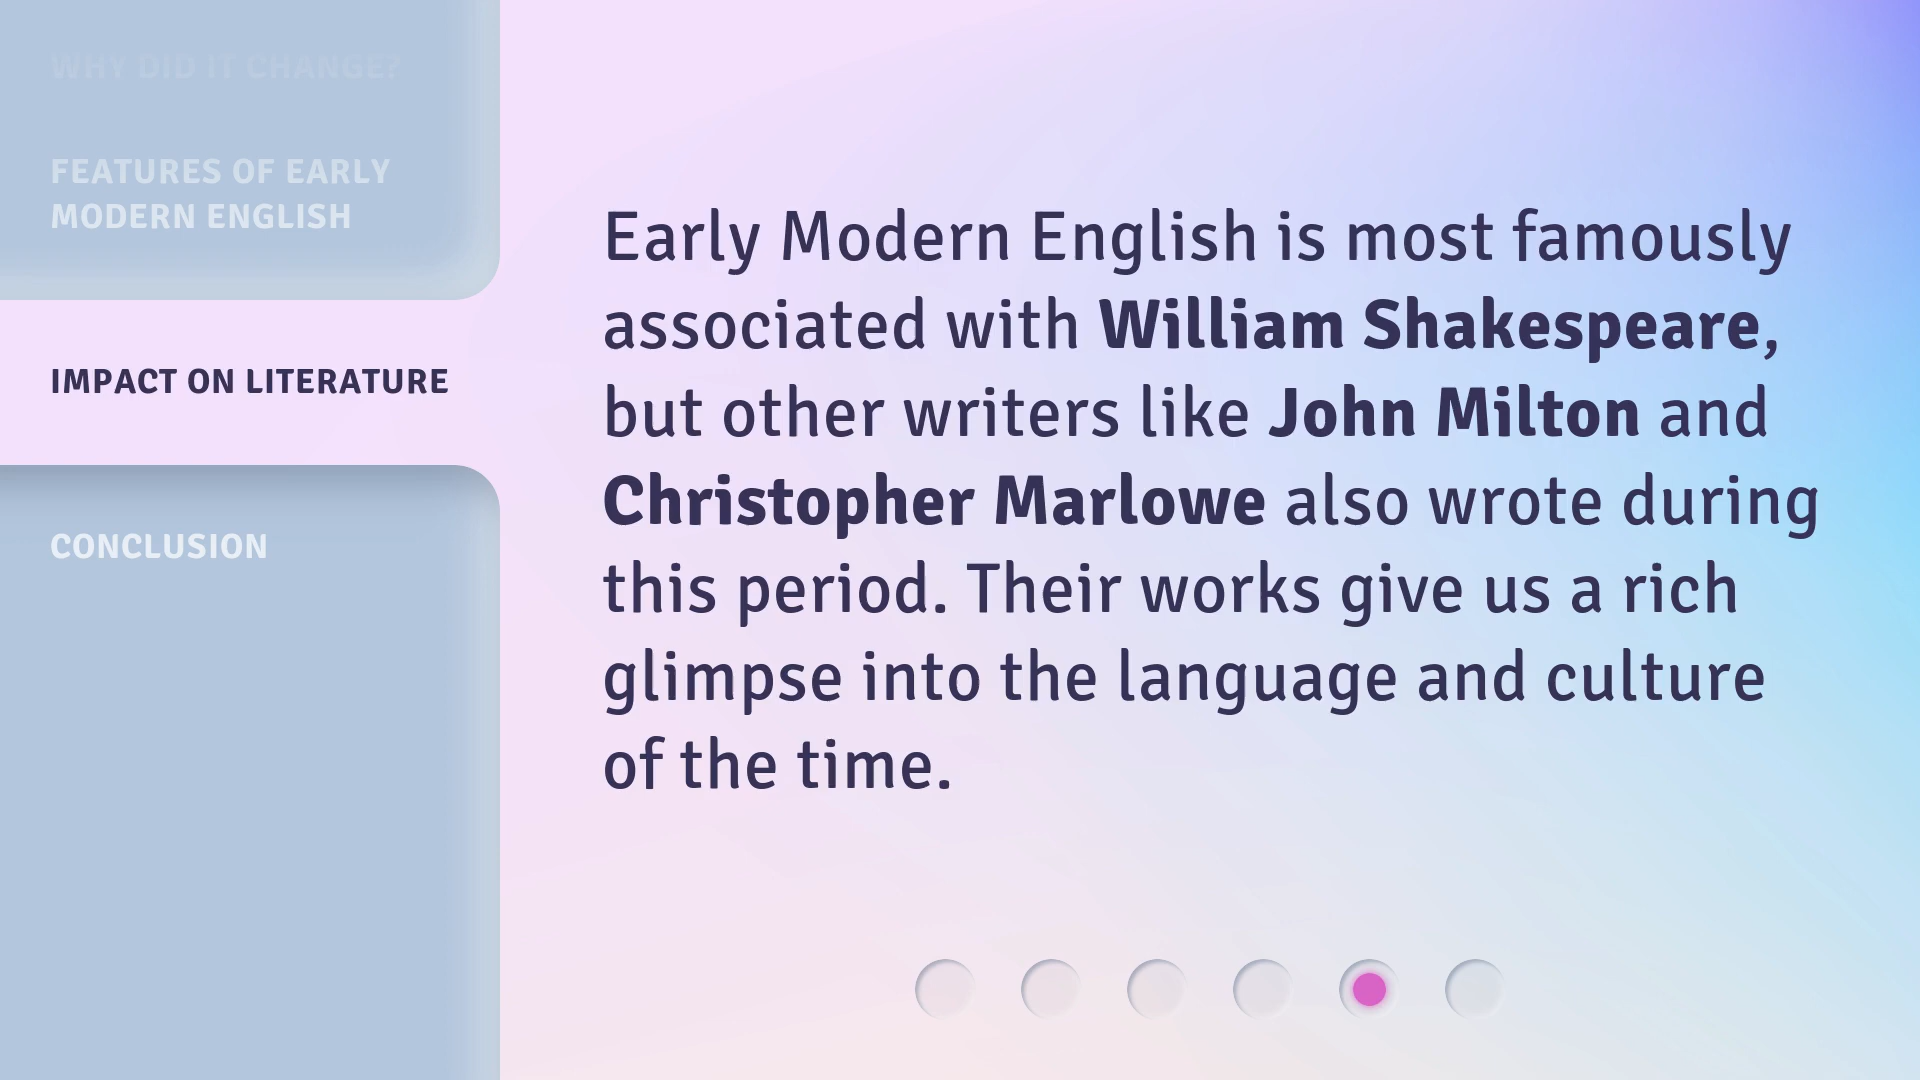 WHY DID IT CHANGE?
FEATURES OF EARLY
MODERN ENGLISH
IMPACT ON LITERATURE
CONCLUSION
Early Modern English is most famously
associated with William Shakespeare,
but other writers like John Milton and
Christopher Marlowe also wrote during
this period. Their works give us a rich
glimpse into the language and culture
of the time.